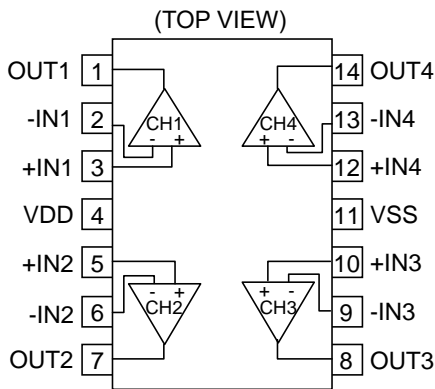 (TOP VIEW)
OUT1 1 14 OUT4
-IN1 2 CH1 CH4 13 -IN4
- + + -
+IN1 3 12 +IN4
VDD 4 11 VSS
+IN2 5 10 +IN3
- + + -
-IN2 6 CH2 CH3 9 -IN3
OUT2 7 8 OUT3